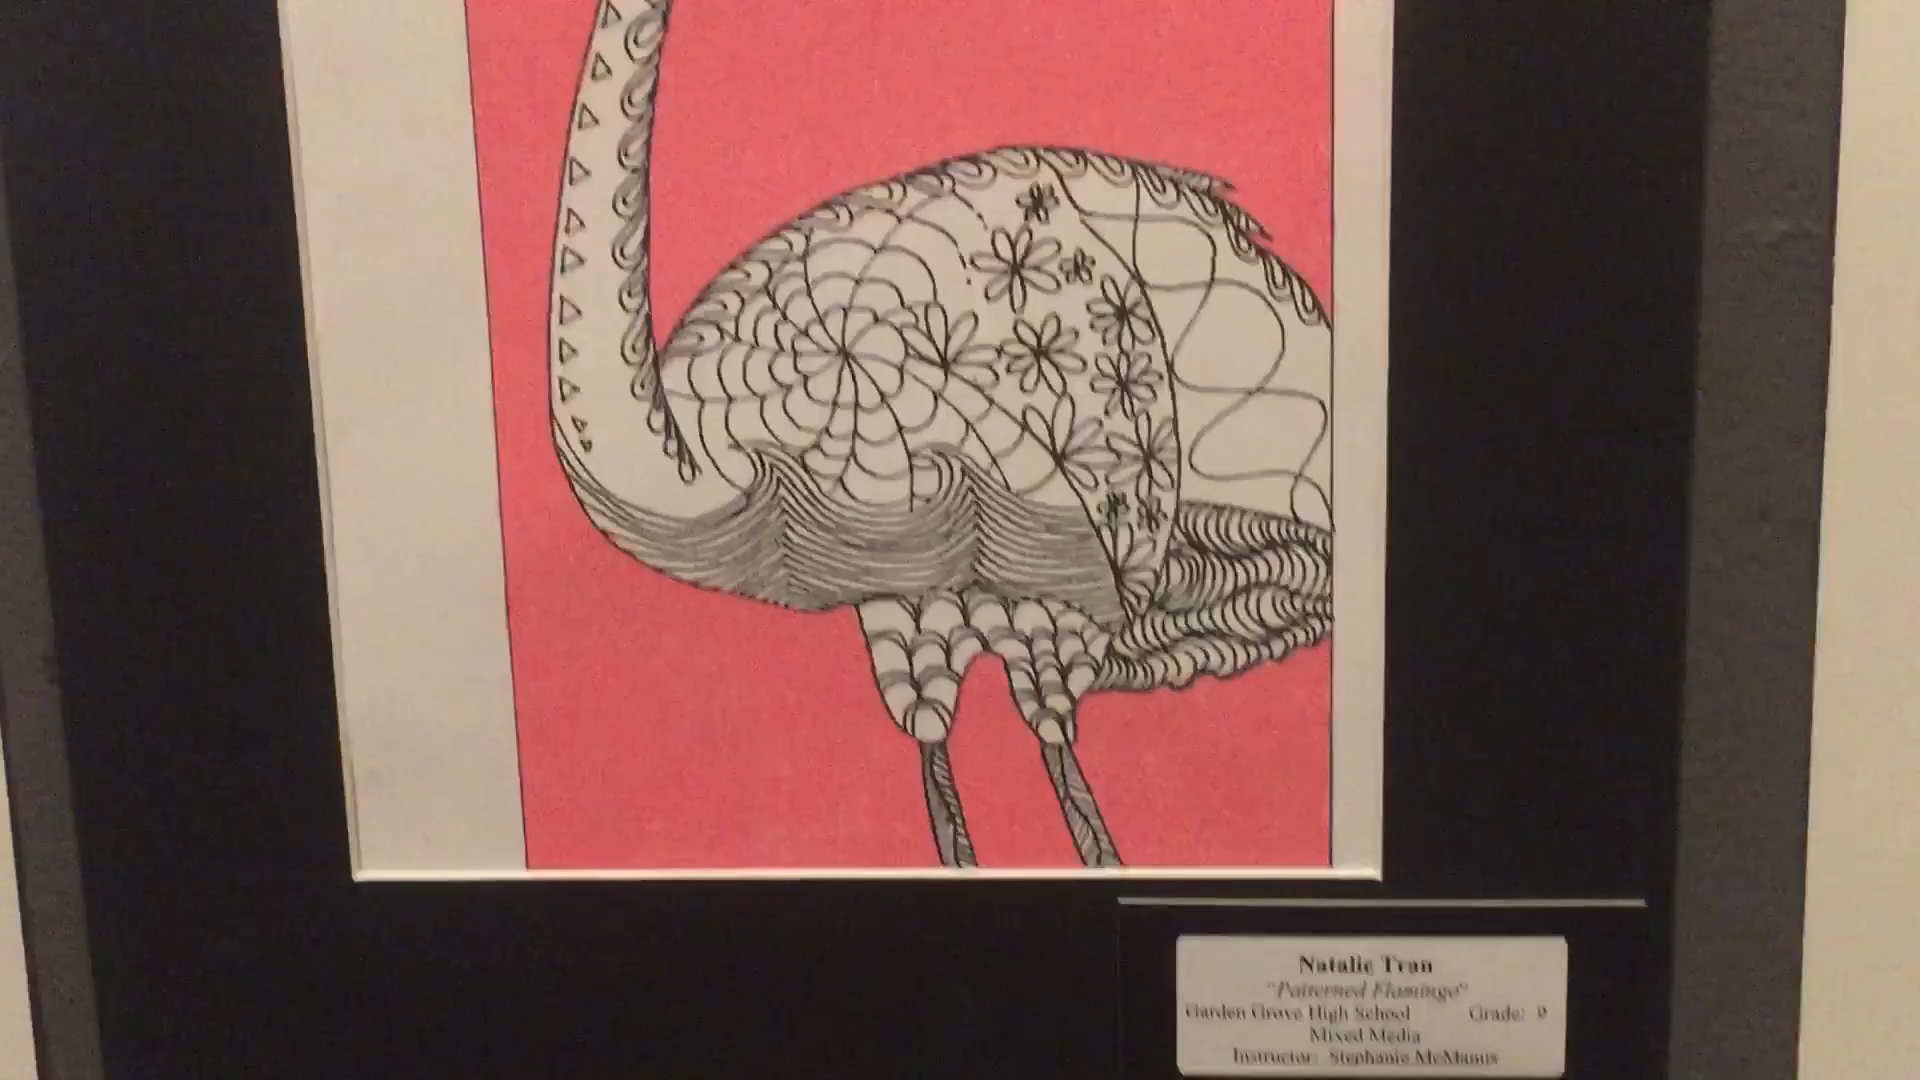 Natalie Tran
"Patterned Flamingo"
Garden Grove High School Grade: 9
Mixed Media
Instructor: Stephanie McManus